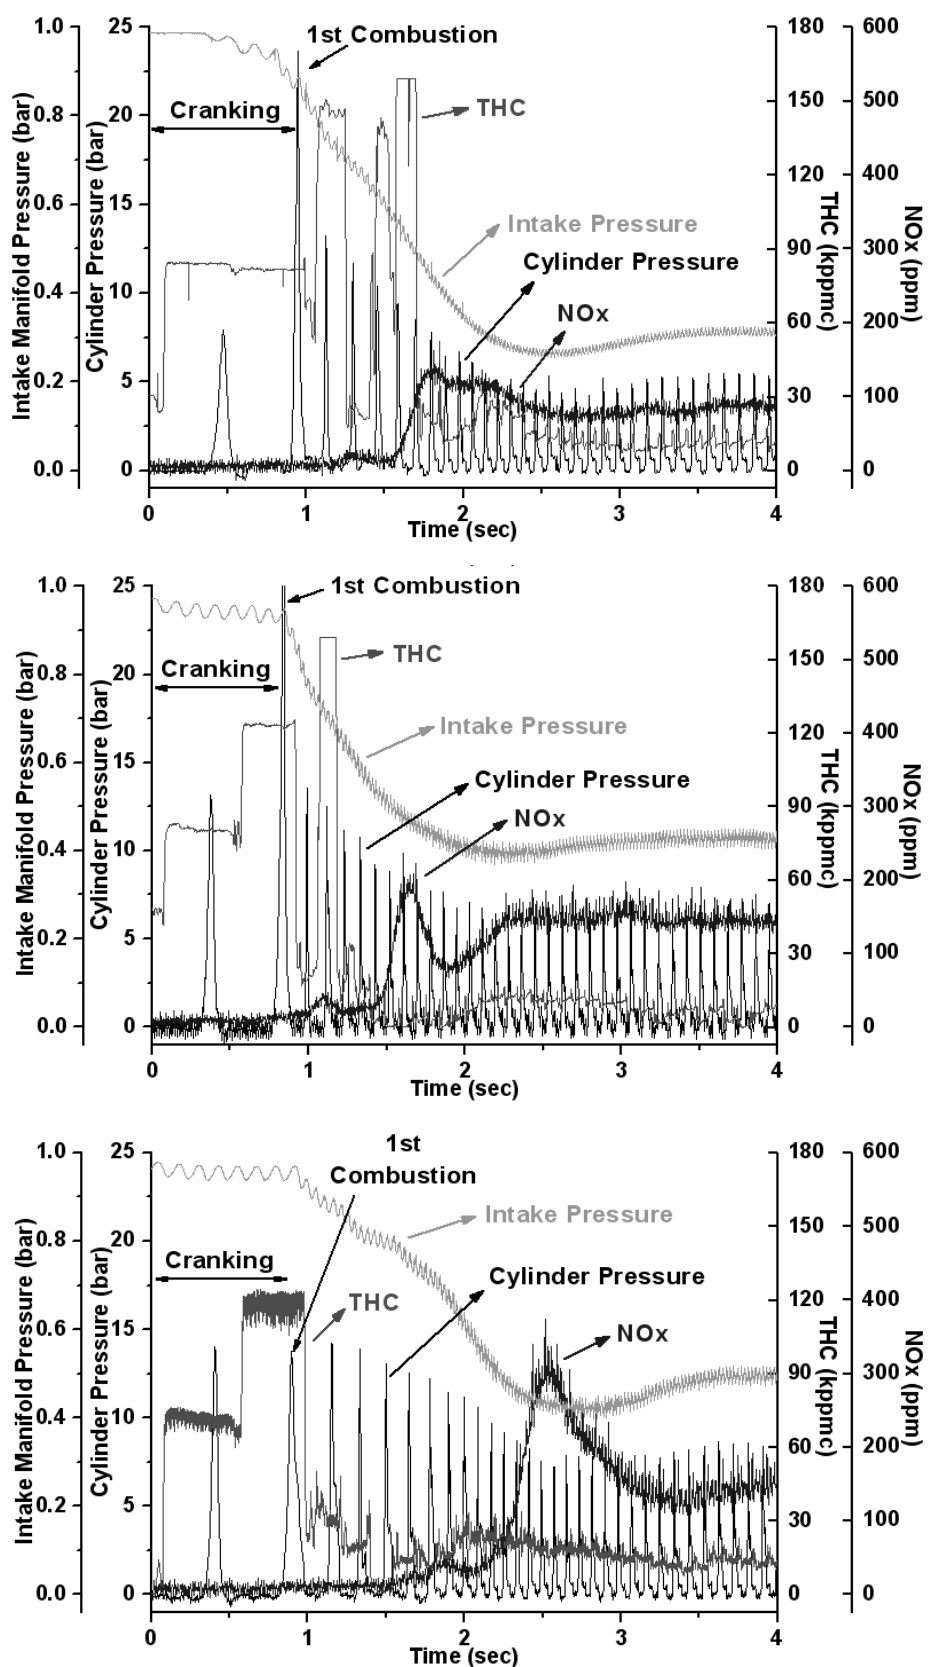 1.0 25 180 600
1st Combustion
Cranking
0.8 20 150 500
THC
120 400
0.6 15
Intake Pressure
90 300
Cylinder Pressure
0.4 10
NOx
60 200
0.2 5
30 100
0.0 0 0 0
Intake Manifold Pressure (bar)
Cylinder Pressure (bar)
THC (kppmc)
NOx (ppm)
0 1 2 3 4
Time (sec)
1.0 25 180 600
1st Combustion
Cranking
THC
0.8 20 150 500
Intake Pressure
120 400
0.6 15
Cylinder Pressure
90 300
NOx
0.4 10
60 200
0.2 5
30 100
0.0 0 0 0
Intake Manifold Pressure (bar)
Cylinder Pressure (bar)
THC (kppmc)
NOx (ppm)
0 1 2 3 4
Time (sec)
1.0 25 180 600
1st
Combustion
Intake Pressure
0.8 20 150 500
Cranking
Cylinder Pressure
THC
120 400
0.6 15
NOx
90 300
0.4 10
60 200
0.2 5
30 100
0.0 0 0 0
Intake Manifold Pressure (bar)
Cylinder Pressure (bar)
THC (kppmc)
NOx (ppm)
0 1 2 3 4
Time (sec)